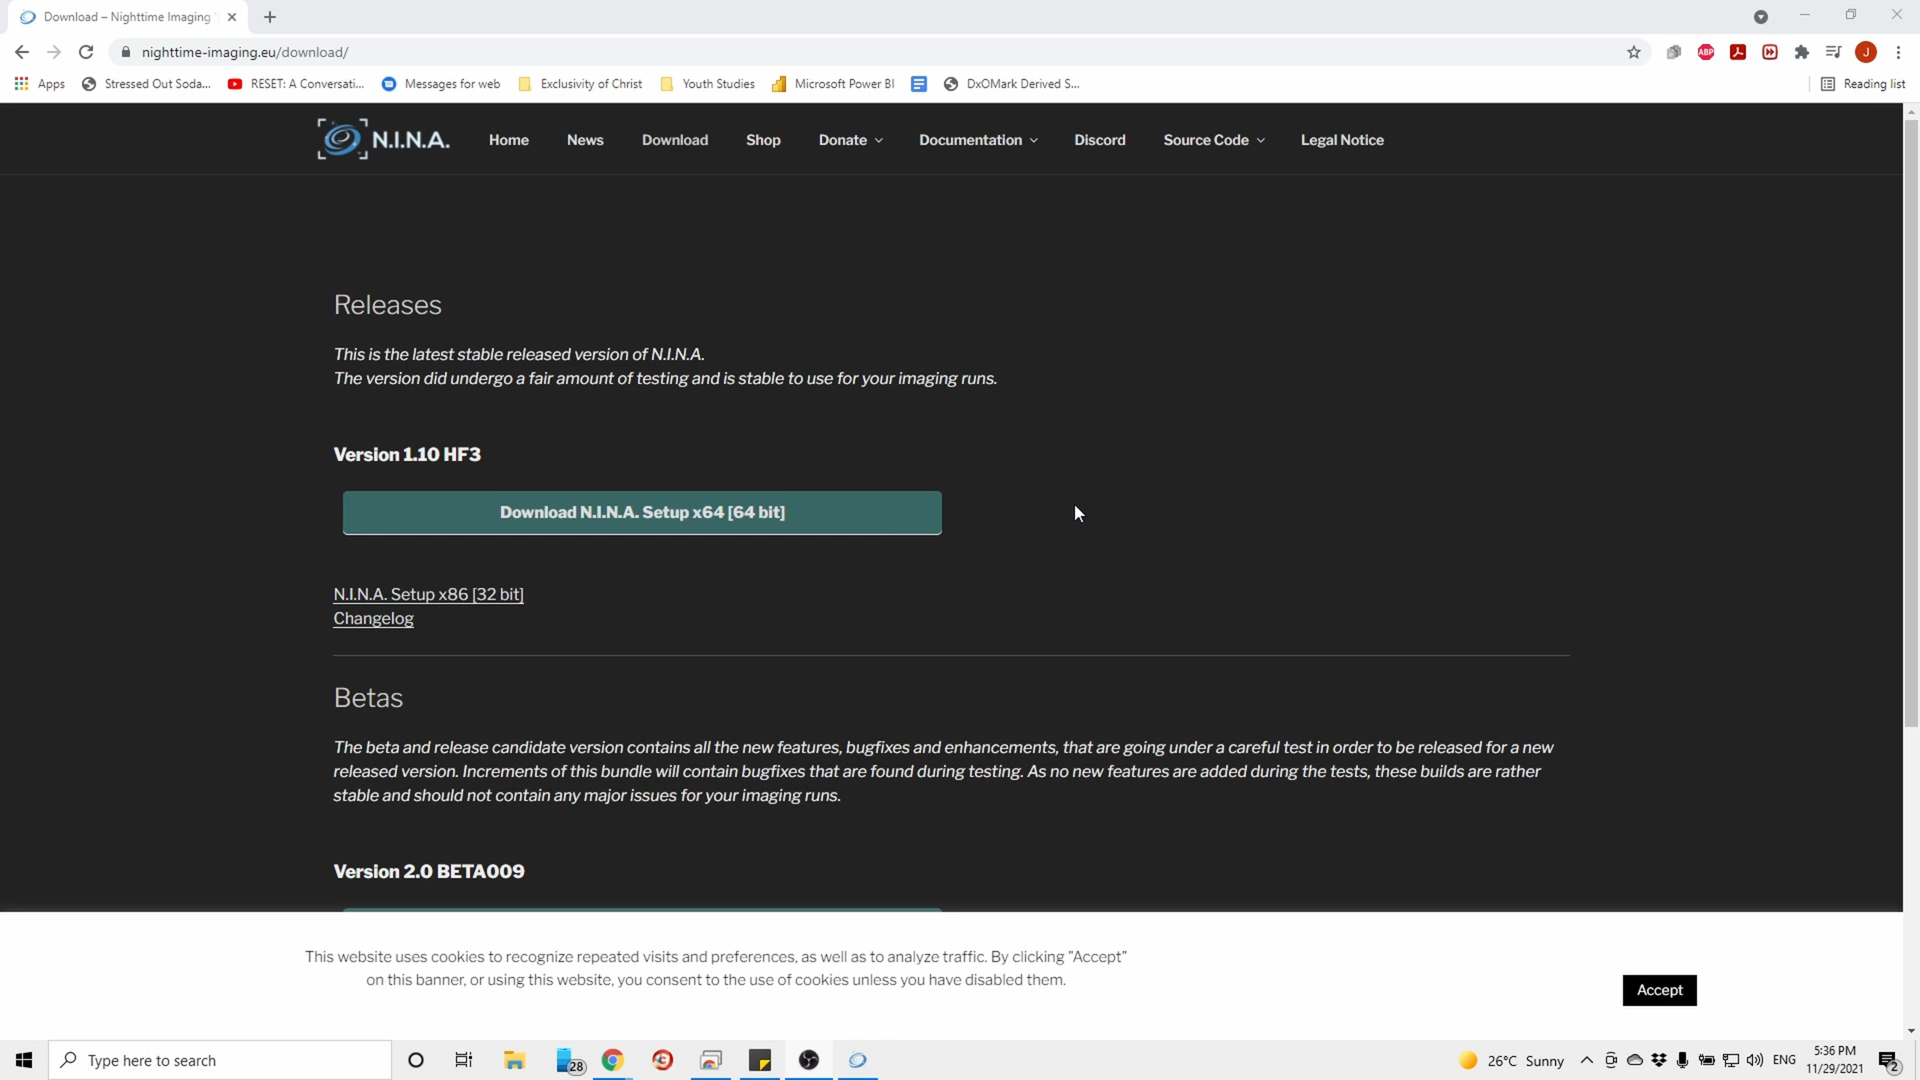 Download – Nighttime Imaging
nighttime-imaging.eu/download/
ABP
J
Apps
Stressed Out Soda...
RESET: A Conversati...
Messages for web
Exclusivity of Christ
Youth Studies
Microsoft Power BI
DxOMark Derived S...
Reading list
N.I.N.A.
Home
News
Download
Shop
Donate
Documentation
Discord
Source Code
Legal Notice
Releases
This is the latest stable released version of N.I.N.A.
The version did undergo a fair amount of testing and is stable to use for your imaging runs.
Version 1.10 HF3
Download N.I.N.A. Setup x64 [64 bit]
N.I.N.A. Setup x86 [32 bit]
Changelog
Betas
The beta and release candidate version contains all the new features, bugfixes and enhancements, that are going under a careful test in order to be released for a new
released version. Increments of this bundle will contain bugfixes that are found during testing. As no new features are added during the tests, these builds are rather
stable and should not contain any major issues for your imaging runs.
Version 2.0 BETA009
This website uses cookies to recognize repeated visits and preferences, as well as to analyze traffic. By clicking "Accept"
on this banner, or using this website, you consent to the use of cookies unless you have disabled them.
Accept
Type here to search
28
26°C Sunny
ENG
5:36 PM
11/29/2021
2